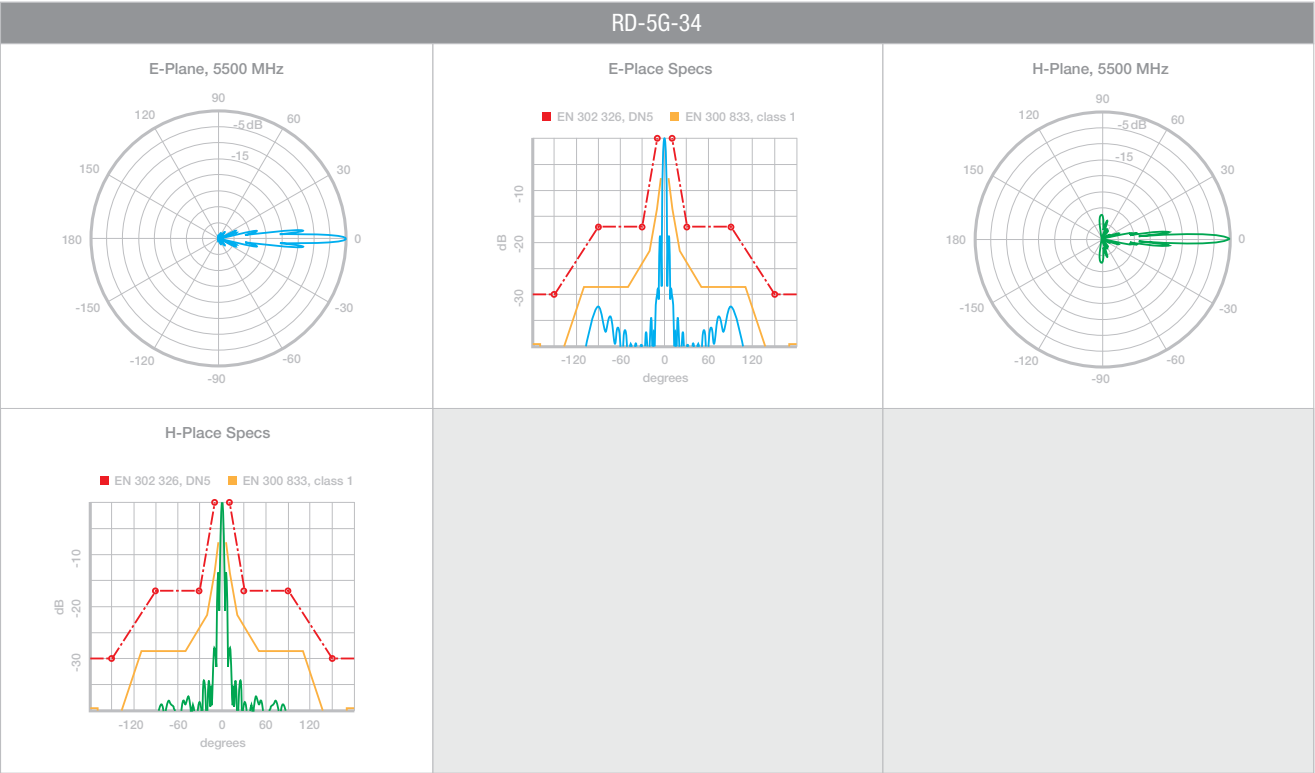 RD-5G-34
E-Plane, 5500 MHz
90
120
60
-5 dB
-15
150
30
180
0
-150
-30
-120
-60
-90
E-Place Specs
EN 302 326, DN5
EN 300 833, class 1
-10
-20
-30
dB
-120
-60
0
60
120
degrees
H-Plane, 5500 MHz
90
120
60
-5 dB
-15
150
30
180
0
-150
-30
-120
-60
-90
H-Place Specs
EN 302 326, DN5
EN 300 833, class 1
-10
-20
-30
dB
-120
-60
0
60
120
degrees